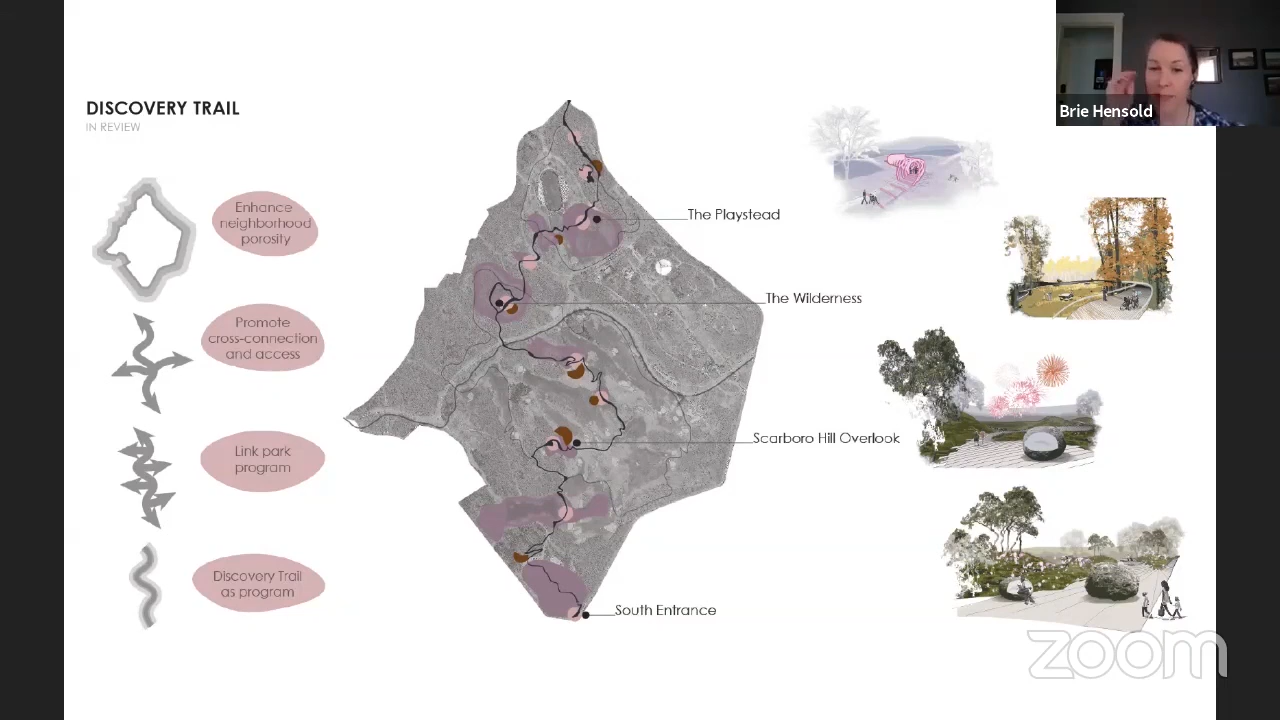 DISCOVERY TRAIL
IN REVIEW
Enhance
neighborhood
porosity
Promote
cross-connection
and access
Link park
program
Discovery Trail
as program
The Playstead
The Wilderness
Scarboro Hill Overlook
South Entrance
Brie Hensold
zoom